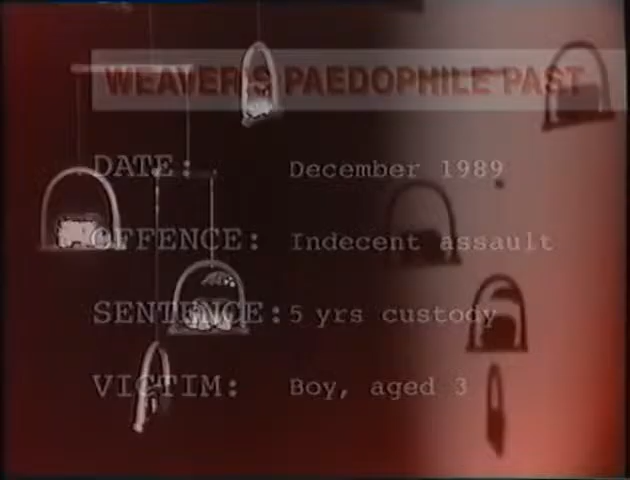 WEAVER'S PAEDOPHILE PAST
DATE: December 1989
OFFENCE: Indecent assault
SENTENCE: 5 yrs custody
VICTIM: Boy, aged 3